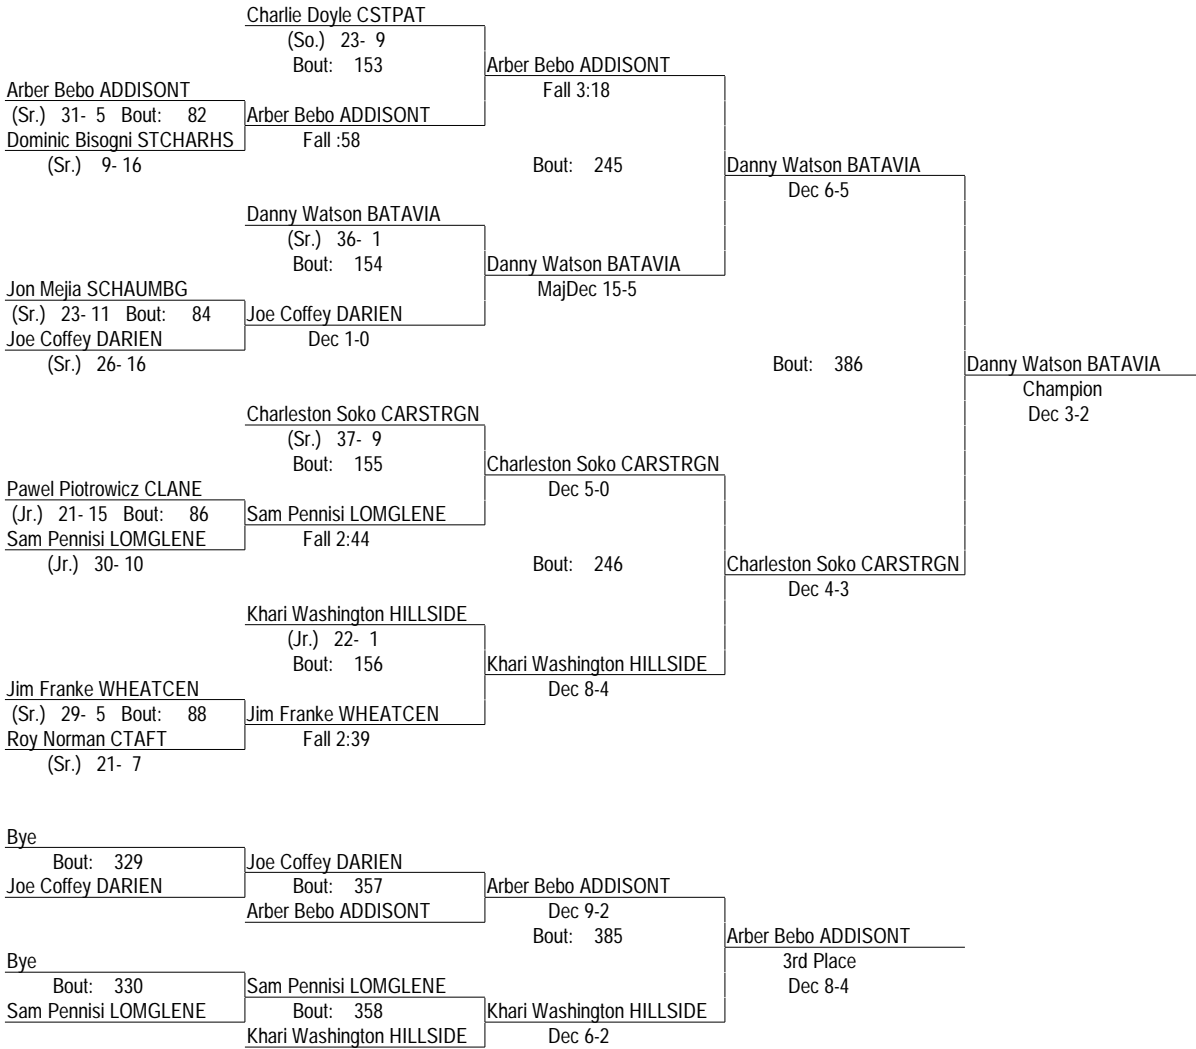 Charlie Doyle CSTPAT
(So.) 23- 9
Bout: 153 Arber Bebo ADDISONT
Arber Bebo ADDISONT Fall 3:18
(Sr.) 31- 5 Bout: 82 Arber Bebo ADDISONT
Dominic Bisogni STCHARHS Fall :58
(Sr.) 9- 16 Bout: 245 Danny Watson BATAVIA
Dec 6-5
Danny Watson BATAVIA
(Sr.) 36- 1
Bout: 154 Danny Watson BATAVIA
Jon Mejia SCHAUMBG MajDec 15-5
(Sr.) 23- 11 Bout: 84 Joe Coffey DARIEN
Joe Coffey DARIEN Dec 1-0
(Sr.) 26- 16 Bout: 386 Danny Watson BATAVIA
Champion
Charleston Soko CARSTRGN Dec 3-2
(Sr.) 37- 9
Bout: 155 Charleston Soko CARSTRGN
Pawel Piotrowicz CLANE Dec 5-0
(Jr.) 21- 15 Bout: 86 Sam Pennisi LOMGLENE
Sam Pennisi LOMGLENE Fall 2:44
(Jr.) 30- 10 Bout: 246 Charleston Soko CARSTRGN
Dec 4-3
Khari Washington HILLSIDE
(Jr.) 22- 1
Bout: 156 Khari Washington HILLSIDE
Jim Franke WHEATCEN Dec 8-4
(Sr.) 29- 5 Bout: 88 Jim Franke WHEATCEN
Roy Norman CTAFT Fall 2:39
(Sr.) 21- 7
Bye
Bout: 329 Joe Coffey DARIEN
Joe Coffey DARIEN Bout: 357 Arber Bebo ADDISONT
Arber Bebo ADDISONT Dec 9-2
Bout: 385 Arber Bebo ADDISONT
Bye 3rd Place
Bout: 330 Sam Pennisi LOMGLENE Dec 8-4
Sam Pennisi LOMGLENE Bout: 358 Khari Washington HILLSIDE
Khari Washington HILLSIDE Dec 6-2